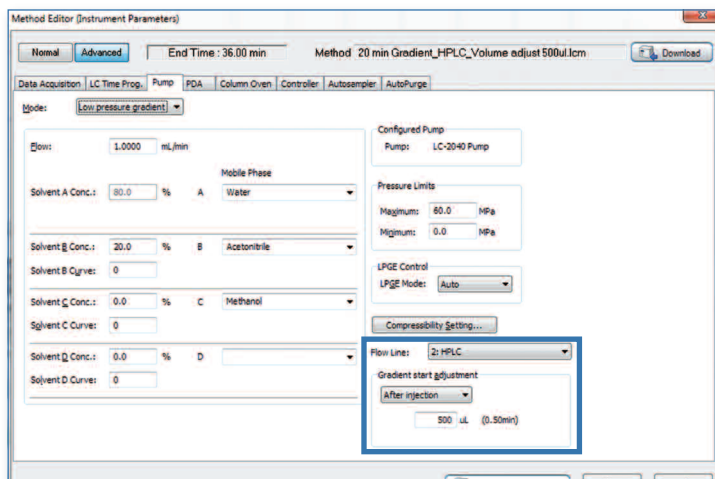 Method Editor (Instrument Parameters)
Normal Advanced End Time : 36.00 min Method 20 min Gradient_HPLC_Volume adjust 500ul.lcm Download
Data Acquisition LC Time Prog. Pump PDA Column Oven Controller Autosampler AutoPurge
Mode: Low pressure gradient
Flow: 1.0000 mL/min
Mobile Phase
Solvent A Conc.: 80.0 % A Water
Solvent B Conc.: 20.0 % B Acetonitrile
Solvent B Curve: 0
Solvent C Conc.: 0.0 % C Methanol
Solvent C Curve: 0
Solvent D Conc.: 0.0 % D
Solvent D Curve: 0
Configured Pump
Pump: LC-2040 Pump
Pressure Limits
Maximum: 60.0 MPa
Minimum: 0.0 MPa
LPGE Control
LPGE Mode: Auto
Compressibility Setting...
Flow Line: 2: HPLC
Gradient start adjustment
After injection
500 uL (0.50min)